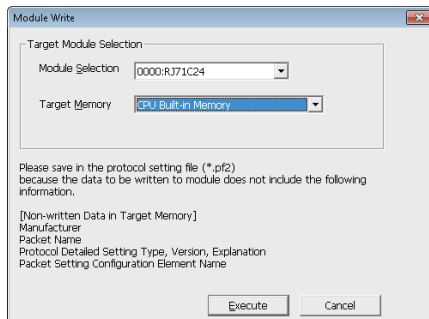 Module Write
Target Module Selection
Module Selection
0000:RJ71C24
Target Memory
CPU Built-in Memory
Please save in the protocol setting file (*.pf2)
because the data to be written to module does not include the following
information.
[Non-written Data in Target Memory]
Manufacturer
Packet Name
Protocol Detailed Setting Type, Version, Explanation
Packet Setting Configuration Element Name
Execute
Cancel